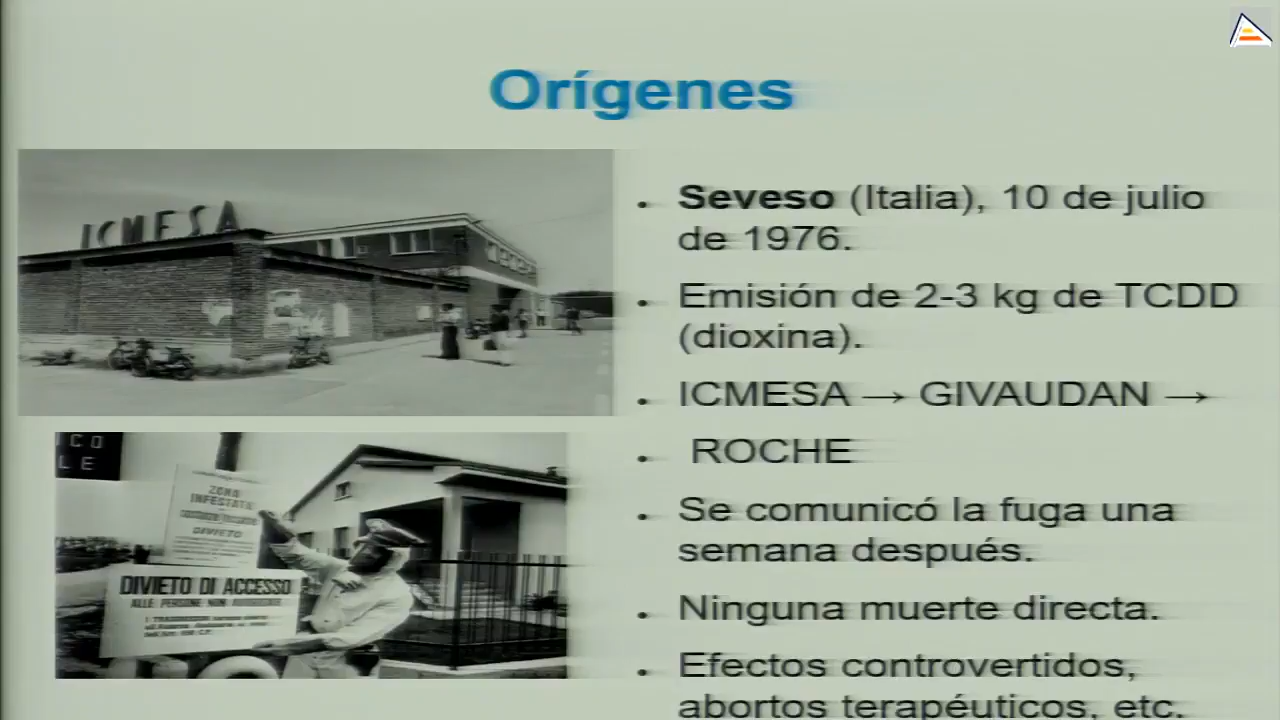 Orígenes
ICMESA
• Seveso (Italia), 10 de julio
de 1976.
• Emisión de 2-3 kg de TCDD
(dioxina).
• ICMESA → GIVAUDAN →
• ROCHE
• Se comunicó la fuga una
semana después.
• Ninguna muerte directa.
• Efectos controvertidos,
abortos terapéuticos, etc.
ZONA
INFESTATA
DIVIETO
DIVIETO DI ACCESSO
ALLE PERSONE NON